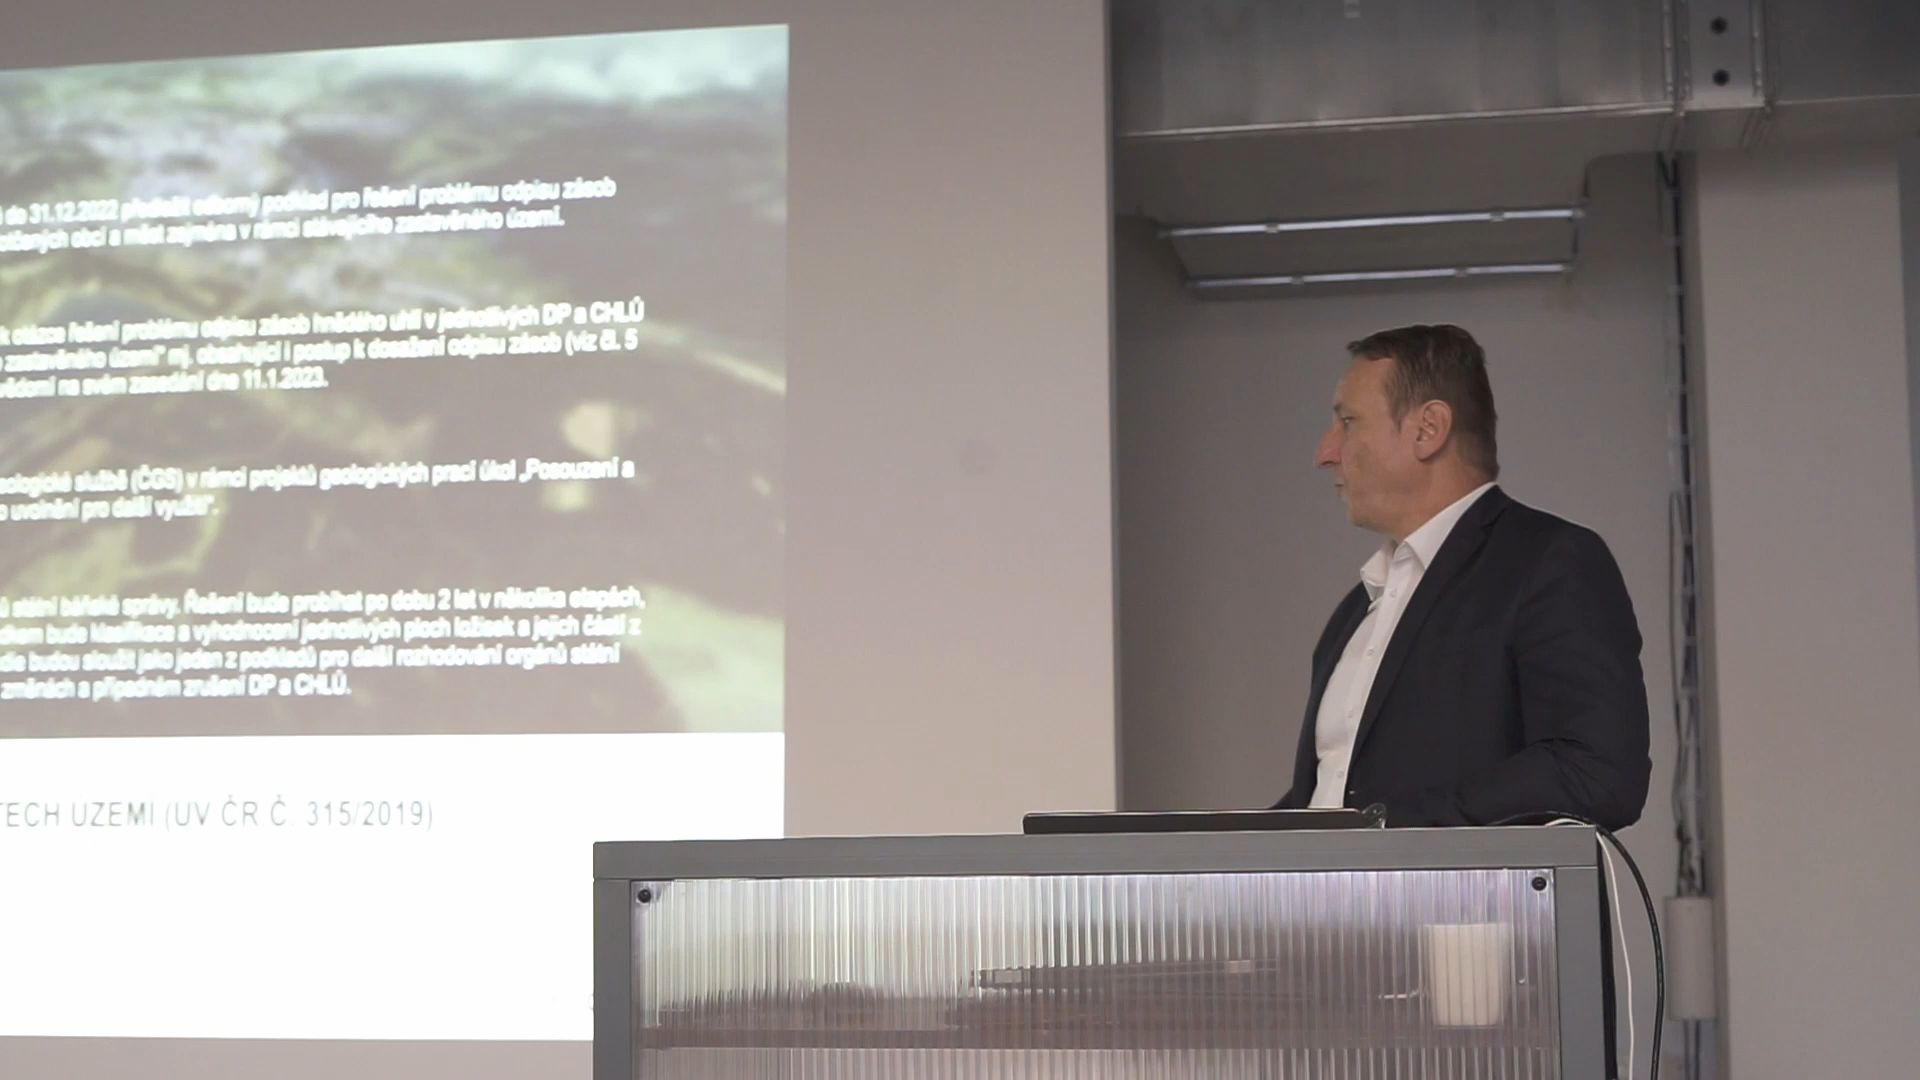 do 31.12.2022 předložit odborný podklad pro řešení problému odpisu zásob
obcí a měst zejména v rámci stávajícího zastavěného území.
k otázce řešení problému odpisu zásob hnědého uhlí v jednotlivých DP a CHLÚ
zastavěného území" mj. obsahující i postup k dosažení odpisu zásob (viz čl. 5
na svém zasedání dne 11.1.2023.
službě (ČGS) v rámci projektů geologických prací úkol „Posouzení a
uvolnění pro další využití".
státní báňské správy. Řešení bude probíhat po dobu 2 let v několika etapách,
bude klasifikace a vyhodnocení jednotlivých ploch ložisek a jejich částí z
budou sloužit jako jeden z podkladů pro další rozhodování orgánů státní
změnách a případném zrušení DP a CHLÚ.
TECH ÚZEMÍ (UV ČR Č. 315/2019)